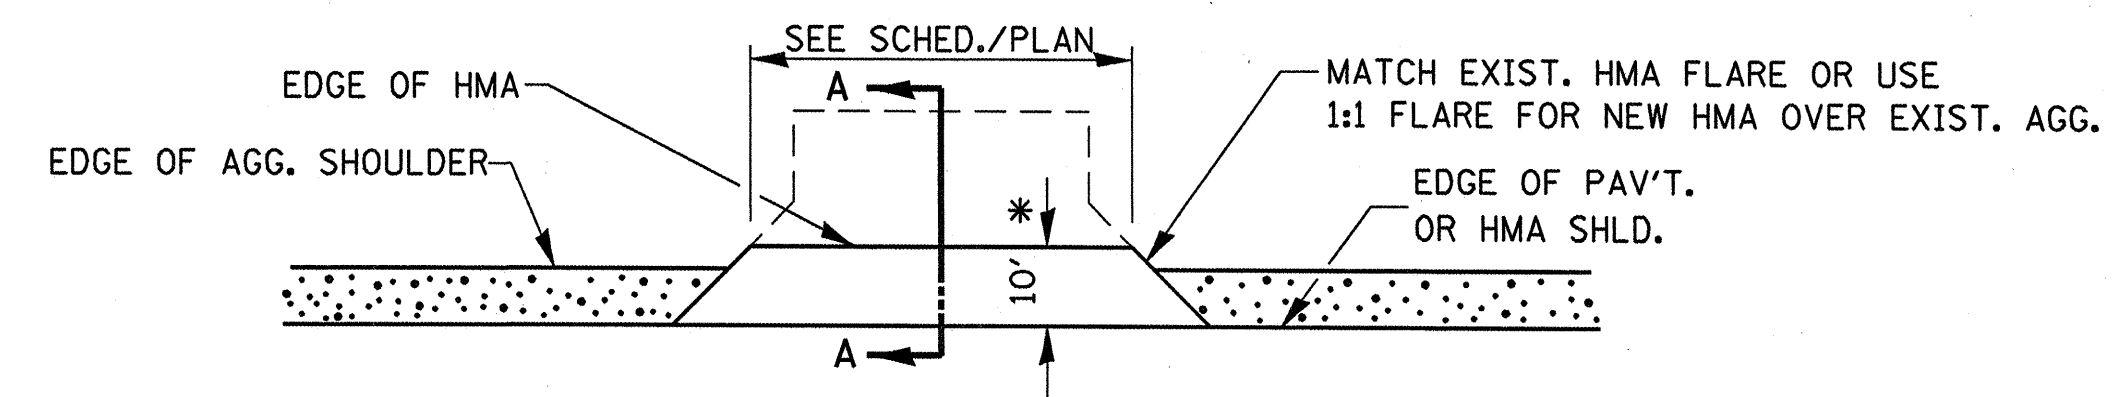 SEE SCHED./PLAN
EDGE OF HMA
A
MATCH EXIST. HMA FLARE OR USE
1:1 FLARE FOR NEW HMA OVER EXIST. AGG.
EDGE OF AGG. SHOULDER
EDGE OF PAV'T.
OR HMA SHLD.
*
10'
A